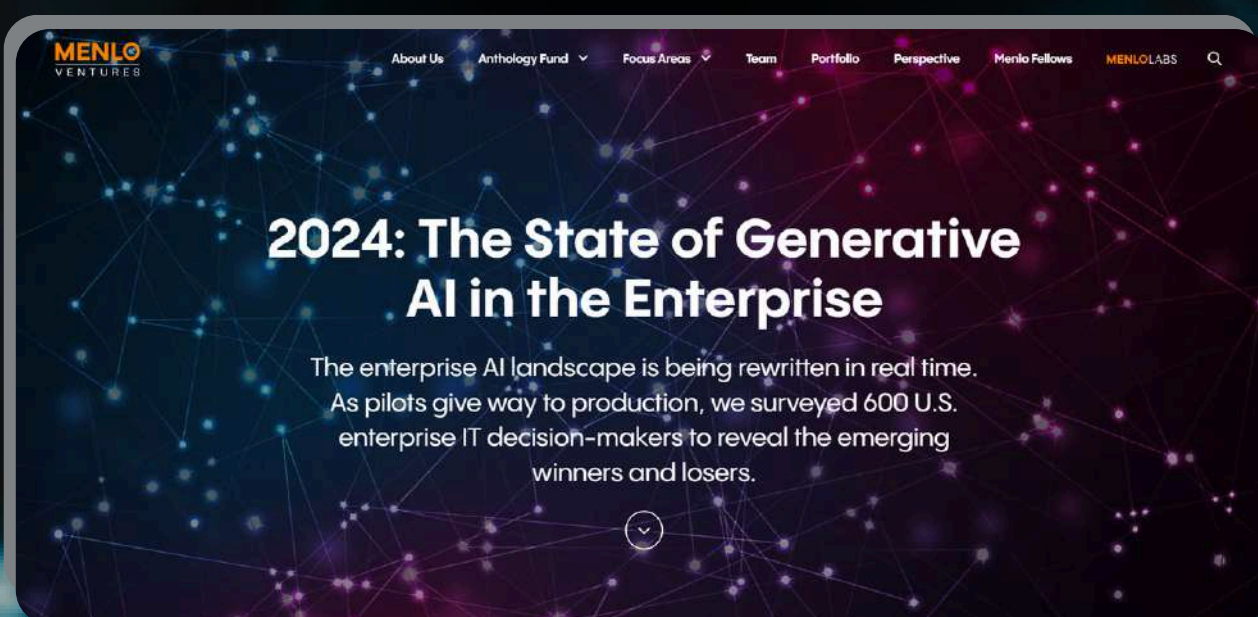 MENLO
VENTURES
About Us Anthology Fund Focus Areas Team Portfolio Perspective Menlo Fellows MENLOLABS
2024: The State of Generative
AI in the Enterprise
The enterprise AI landscape is being rewritten in real time.
As pilots give way to production, we surveyed 600 U.S.
enterprise IT decision-makers to reveal the emerging
winners and losers.